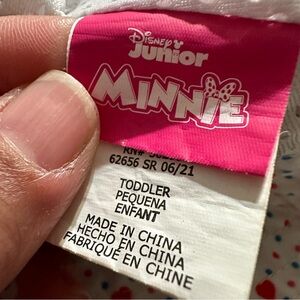 Disney
Junior
MINNIE
RN#
62656 SR 06/21
TODDLER
PEQUENA
ENFANT
MADE IN CHINA
HECHO EN CHINA
FABRIQUÉ EN CHINE